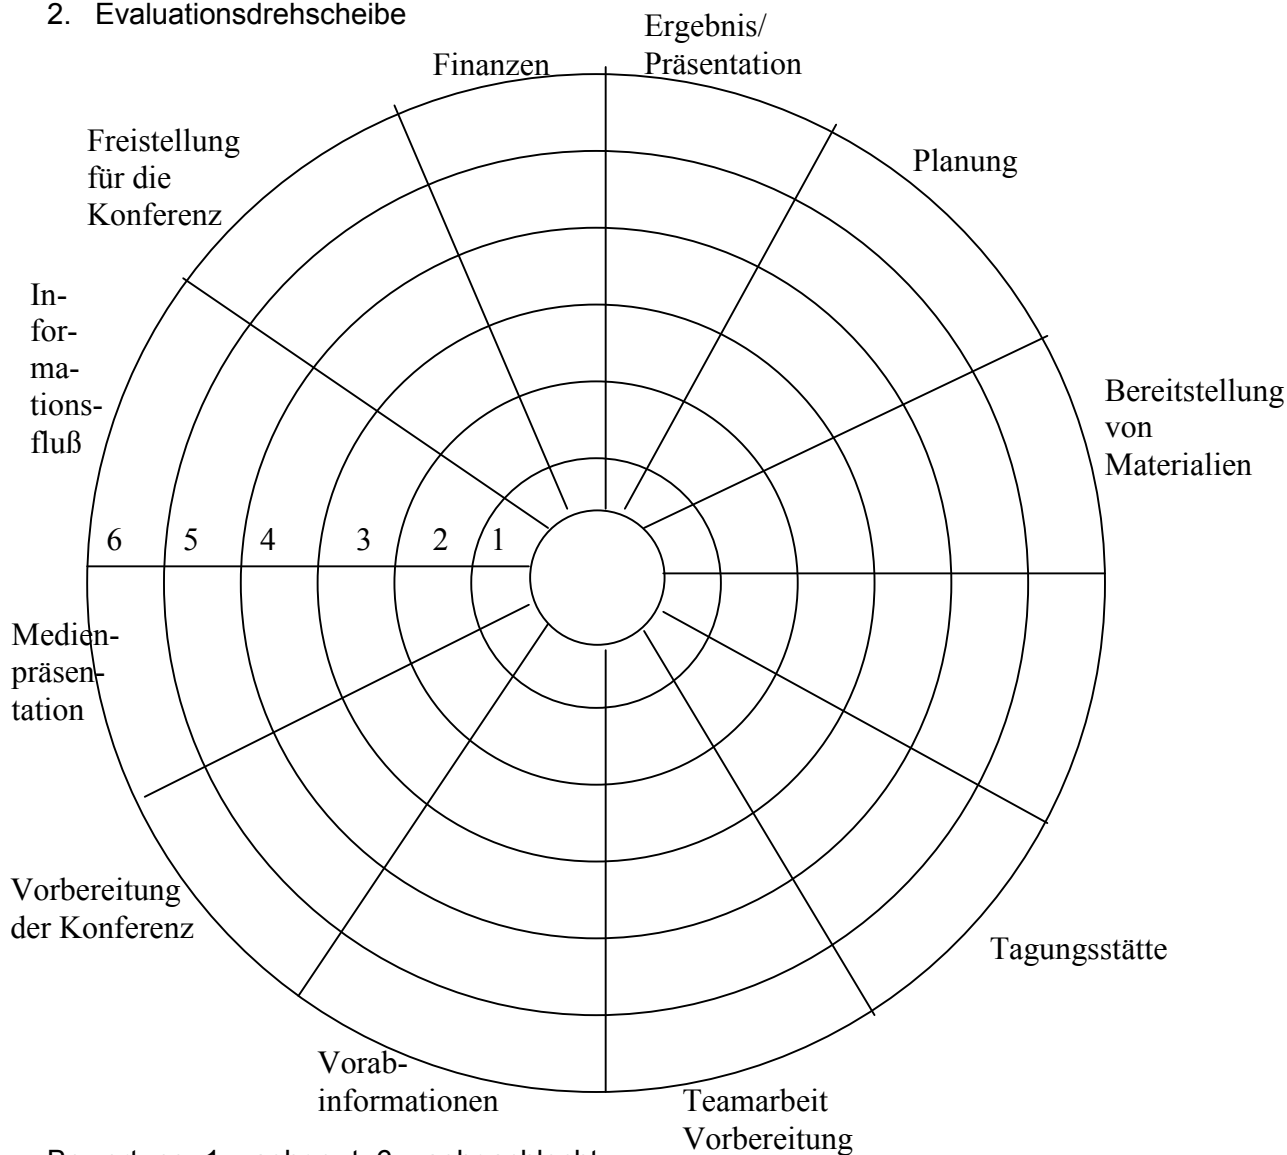 2. Evaluationsdrehscheibe
Ergebnis/
Präsentation
Finanzen
Freistellung
für die
Konferenz
Planung
In-
for-
ma-
tions-
fluß
Bereitstellung
von
Materialien
6 5 4 3 2 1
Medien-
präsen-
tation
Vorbereitung
der Konferenz
Tagungsstätte
Vorab-
informationen
Teamarbeit
Vorbereitung